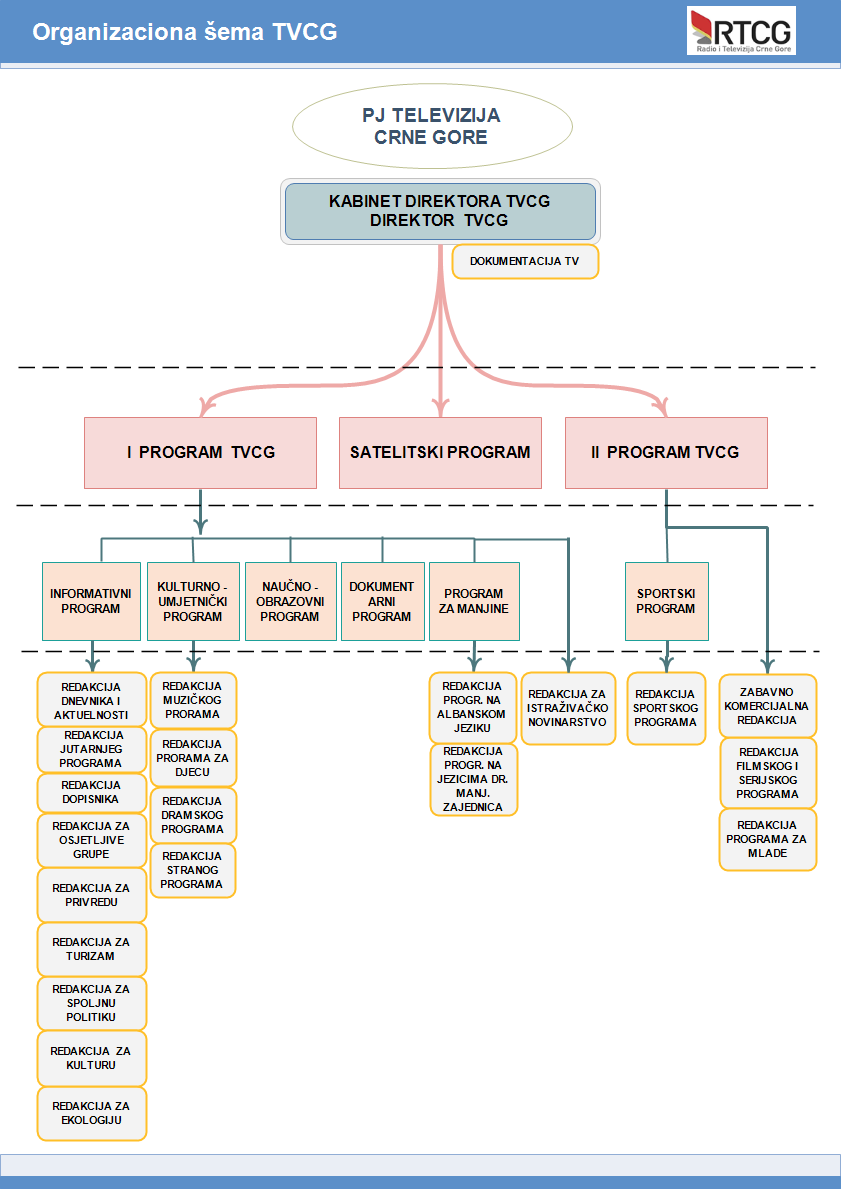 Organizaciona šema TVCG
RTCG
Radio i Televizija Crne Gore
PJ TELEVIZIJA
CRNE GORE
KABINET DIREKTORA TVCG
DIREKTOR TVCG
DOKUMENTACIJA TV
I PROGRAM TVCG
SATELITSKI PROGRAM
II PROGRAM TVCG
INFORMATIVNI
PROGRAM
KULTURNO -
UMJETNIČKI
PROGRAM
NAUČNO -
OBRAZOVNI
PROGRAM
DOKUMENT
ARNI
PROGRAM
PROGRAM
ZA MANJINE
SPORTSKI
PROGRAM
REDAKCIJA
DNEVNIKA I
AKTUELNOSTI
REDAKCIJA
JUTARNJEG
PROGRAMA
REDAKCIJA
DOPISNIKA
REDAKCIJA ZA
OSJETLJIVE
GRUPE
REDAKCIJA ZA
PRIVREDU
REDAKCIJA ZA
TURIZAM
REDAKCIJA ZA
SPOLJNU
POLITIKU
REDAKCIJA ZA
KULTURU
REDAKCIJA ZA
EKOLOGIJU
REDAKCIJA
MUZIČKOG
PRORAMA
REDAKCIJA
PRORAMA ZA
DJECU
REDAKCIJA
DRAMSKOG
PROGRAMA
REDAKCIJA
STRANOG
PROGRAMA
REDAKCIJA
PROGR. NA
ALBANSKOM
JEZIKU
REDAKCIJA
PROGR. NA
JEZICIMA DR.
MANJ.
ZAJEDNICA
REDAKCIJA ZA
ISTRAŽIVAČKO
NOVINARSTVO
REDAKCIJA
SPORTSKOG
PROGRAMA
ZABAVNO
KOMERCIJALNA
REDAKCIJA
REDAKCIJA
FILMSKOG I
SERIJSKOG
PROGRAMA
REDAKCIJA
PROGRAMA ZA
MLADE